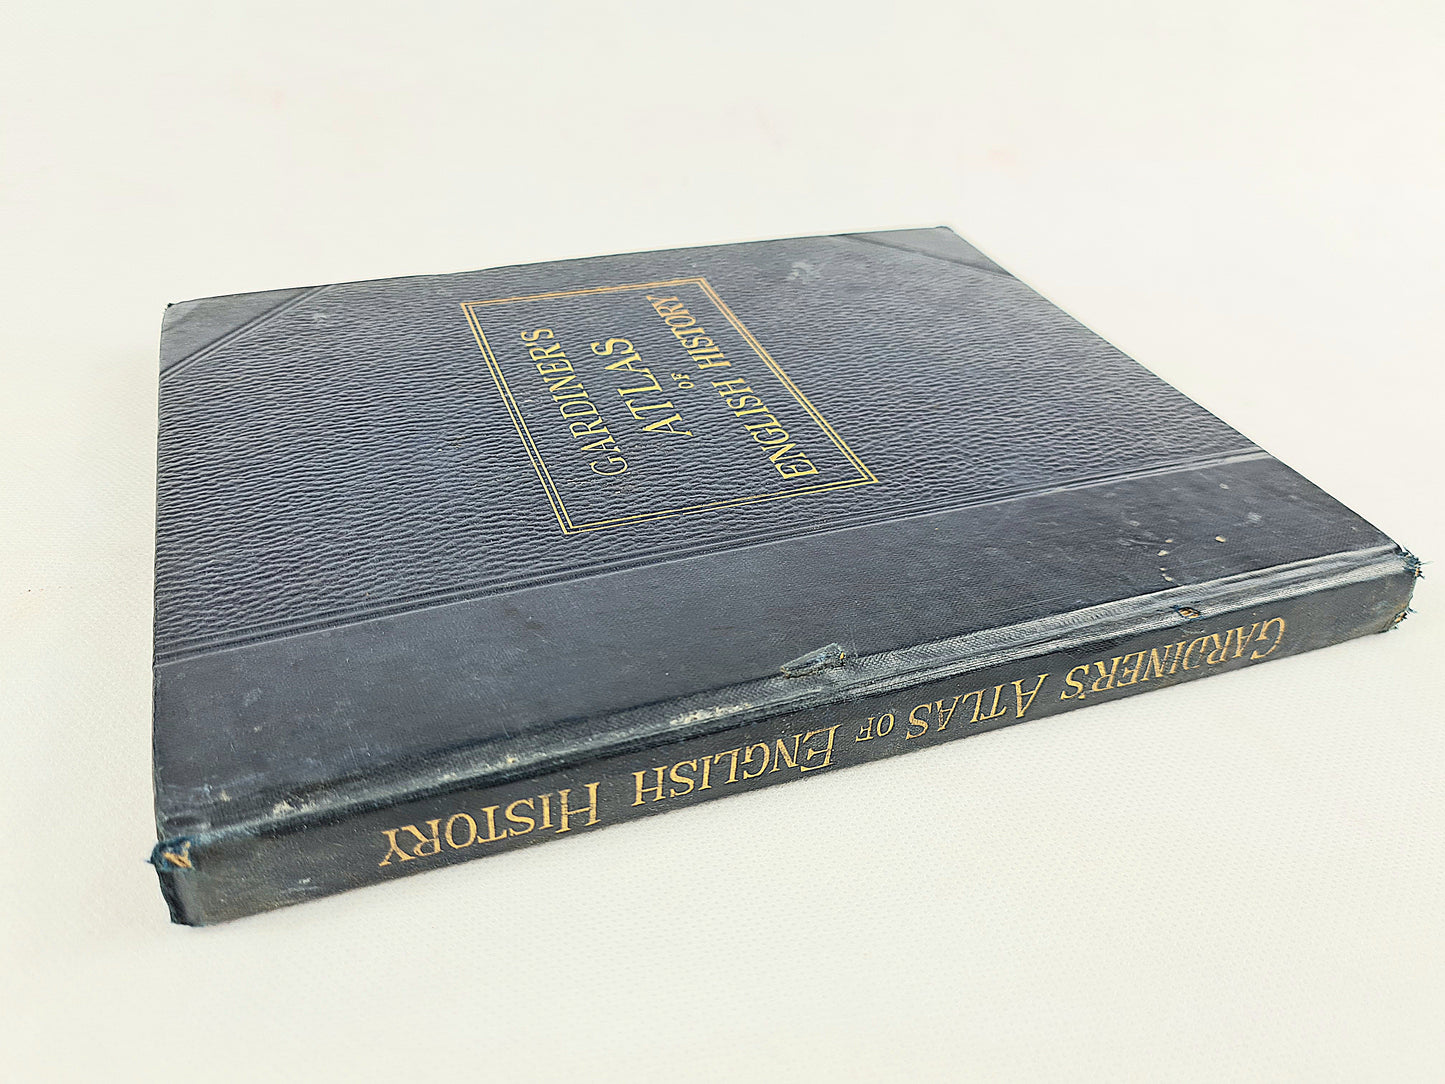 GARDINER'S
ATLAS
OF
ENGLISH HISTORY
GARDINER'S ATLAS OF ENGLISH HISTORY